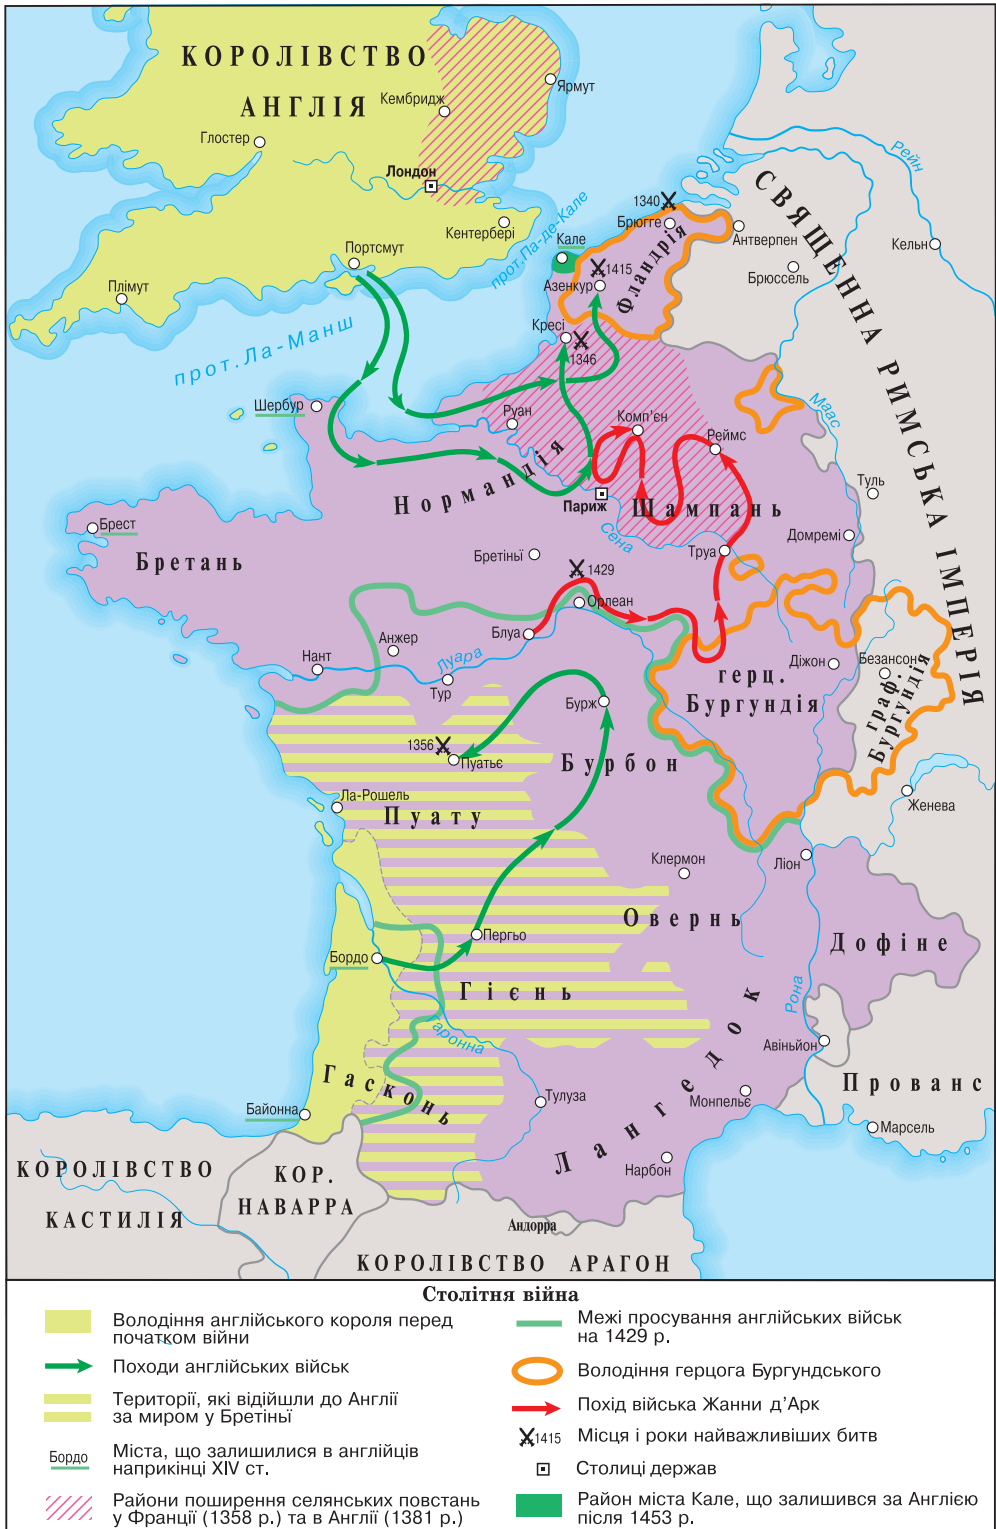 КОРОЛІВСТВО
АНГЛІЯ
Ярмут
Кембридж
Глостер
Лондон
Кентербері
Портсмут
Плімут
прот. Ла-Манш
прот. Па-де-Кале
Кале
1340
Брюгге
Фландрія
1415
Азенкур
Антверпен
Брюссель
Рейн
Кельн
СВЯЩЕННА РИМСЬКА ІМПЕРІЯ
Кресі
1346
Шербур
Руан
Комп’єн
Реймс
Маас
Нормандія
Париж
Шампань
Туль
Сена
Домремі
Брест
Бретань
Бретіньї
Труа
1429
Орлеан
Блуа
Анжер
Нант
Луара
Тур
Діжон
Безансон
герц.
Бургундія
граф.
Бургундія
Бурж
1356
Пуатьє
Бурбон
Ла-Рошель
Пуату
Женева
Клермон
Ліон
Овернь
Дофіне
Пергьо
Бордо
Гієнь
Гаронна
Рона
Авіньйон
Гасконь
Лангедок
Прованс
Тулуза
Монпельє
Байонна
Марсель
Нарбон
КОРОЛІВСТВО
КАСТИЛІЯ
КОР.
НАВАРРА
Андорра
КОРОЛІВСТВО АРАГОН
Столітня війна
Володіння англійського короля перед
початком війни
Походи англійських військ
Території, які відійшли до Англії
за миром у Бретіньї
Бордо
Міста, що залишилися в англійців
наприкінці XIV ст.
Райони поширення селянських повстань
у Франції (1358 р.) та в Англії (1381 р.)
Межі просування англійських військ
на 1429 р.
Володіння герцога Бургундського
Похід війська Жанни д’Арк
1415
Місця і роки найважливіших битв
Столиці держав
Район міста Кале, що залишився за Англією
після 1453 р.